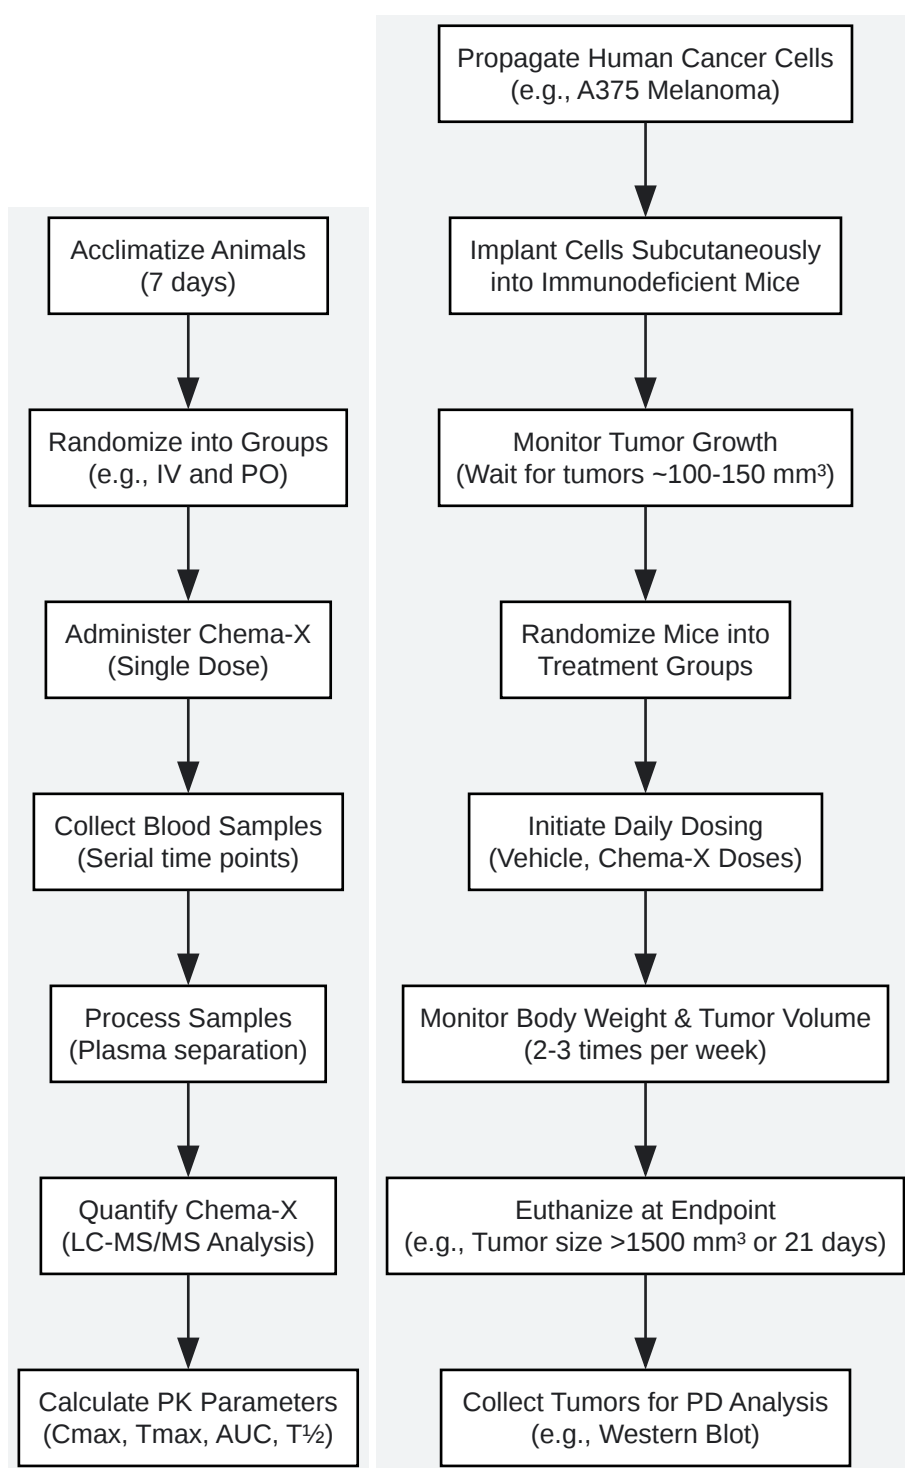 Acclimatize Animals
(7 days)
Randomize into Groups
(e.g., IV and PO)
Administer Chema-X
(Single Dose)
Collect Blood Samples
(Serial time points)
Process Samples
(Plasma separation)
Quantify Chema-X
(LC-MS/MS Analysis)
Calculate PK Parameters
(Cmax, Tmax, AUC, T½)
Propagate Human Cancer Cells
(e.g., A375 Melanoma)
Implant Cells Subcutaneously
into Immunodeficient Mice
Monitor Tumor Growth
(Wait for tumors ~100-150 mm³)
Randomize Mice into
Treatment Groups
Initiate Daily Dosing
(Vehicle, Chema-X Doses)
Monitor Body Weight & Tumor Volume
(2-3 times per week)
Euthanize at Endpoint
(e.g., Tumor size >1500 mm³ or 21 days)
Collect Tumors for PD Analysis
(e.g., Western Blot)